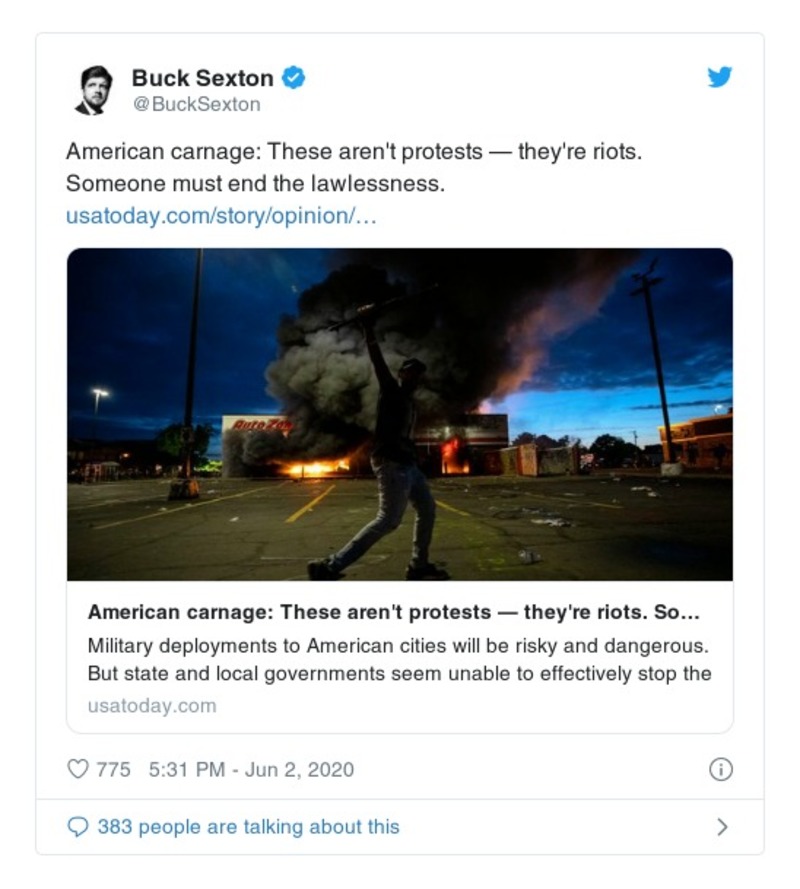 Buck Sexton
@BuckSexton
American carnage: These aren't protests — they're riots.
Someone must end the lawlessness.
usatoday.com/story/opinion/…
AutoZone
American carnage: These aren't protests — they're riots. So…
Military deployments to American cities will be risky and dangerous.
But state and local governments seem unable to effectively stop the
usatoday.com
775 5:31 PM - Jun 2, 2020
383 people are talking about this